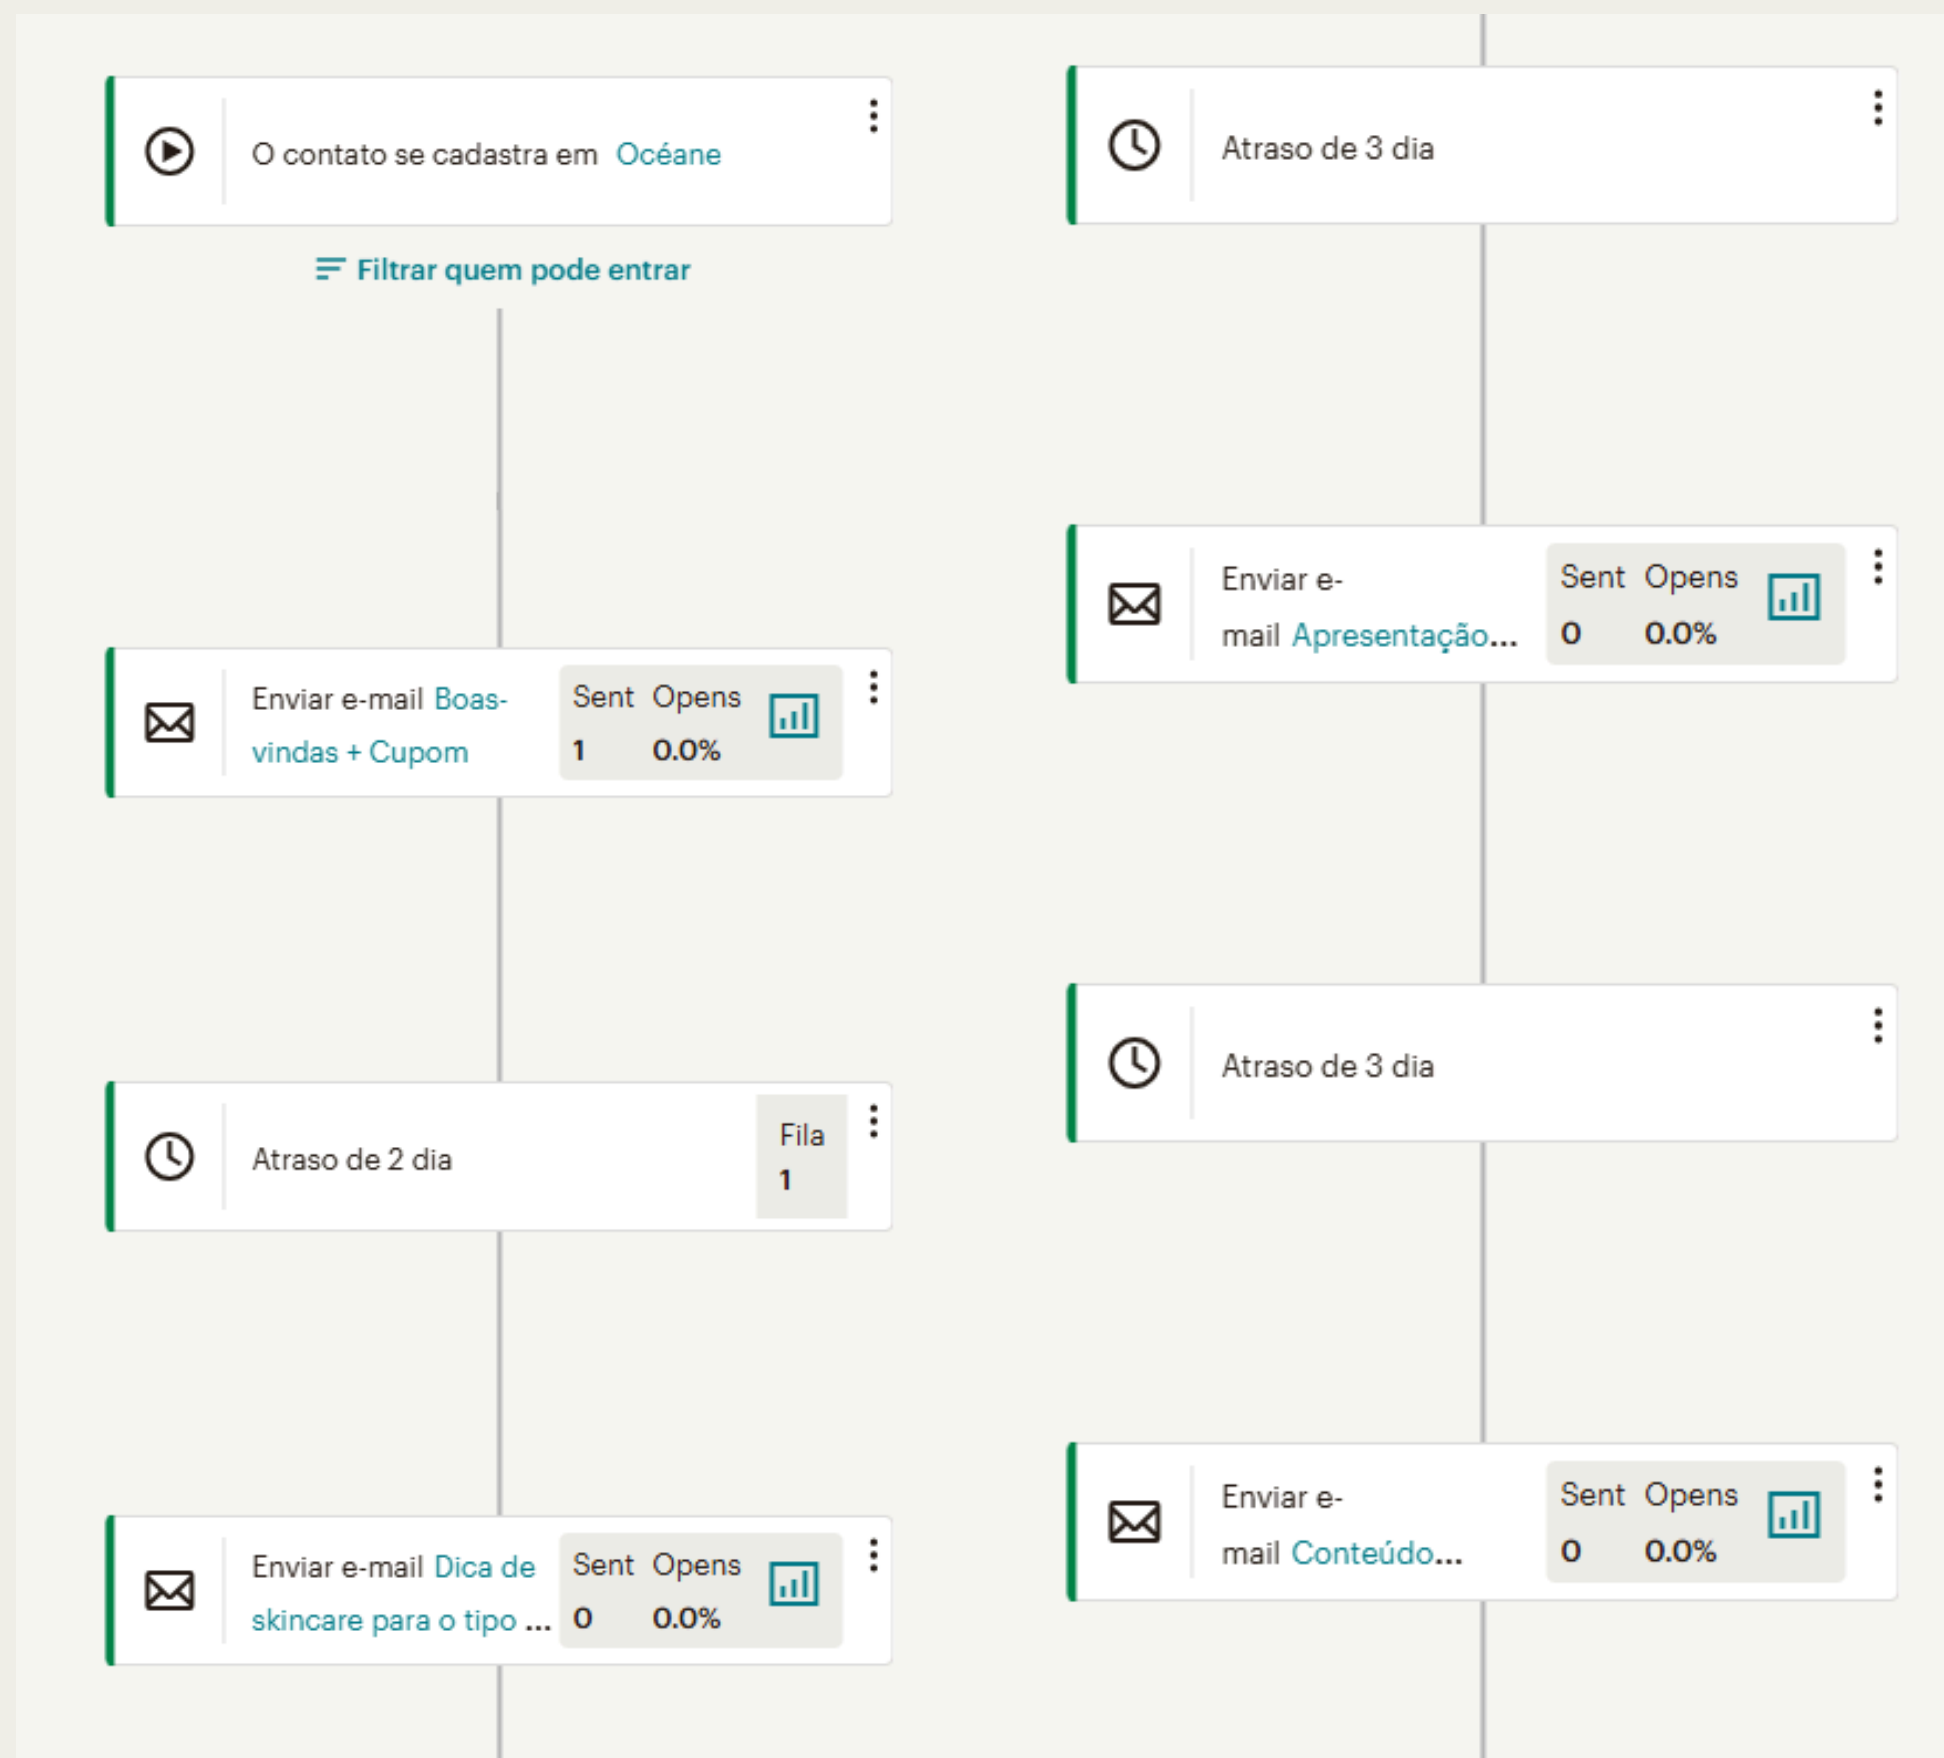 O contato se cadastra em Océane
Filtrar quem pode entrar
Enviar e-mail Boas-
vindas + Cupom
Sent Opens
1 0.0%
Atraso de 2 dia
Fila
1
Enviar e-mail Dica de
skincare para o tipo ...
Sent Opens
0 0.0%
Atraso de 3 dia
Enviar e-
mail Apresentação...
Sent Opens
0 0.0%
Atraso de 3 dia
Enviar e-
mail Conteúdo...
Sent Opens
0 0.0%